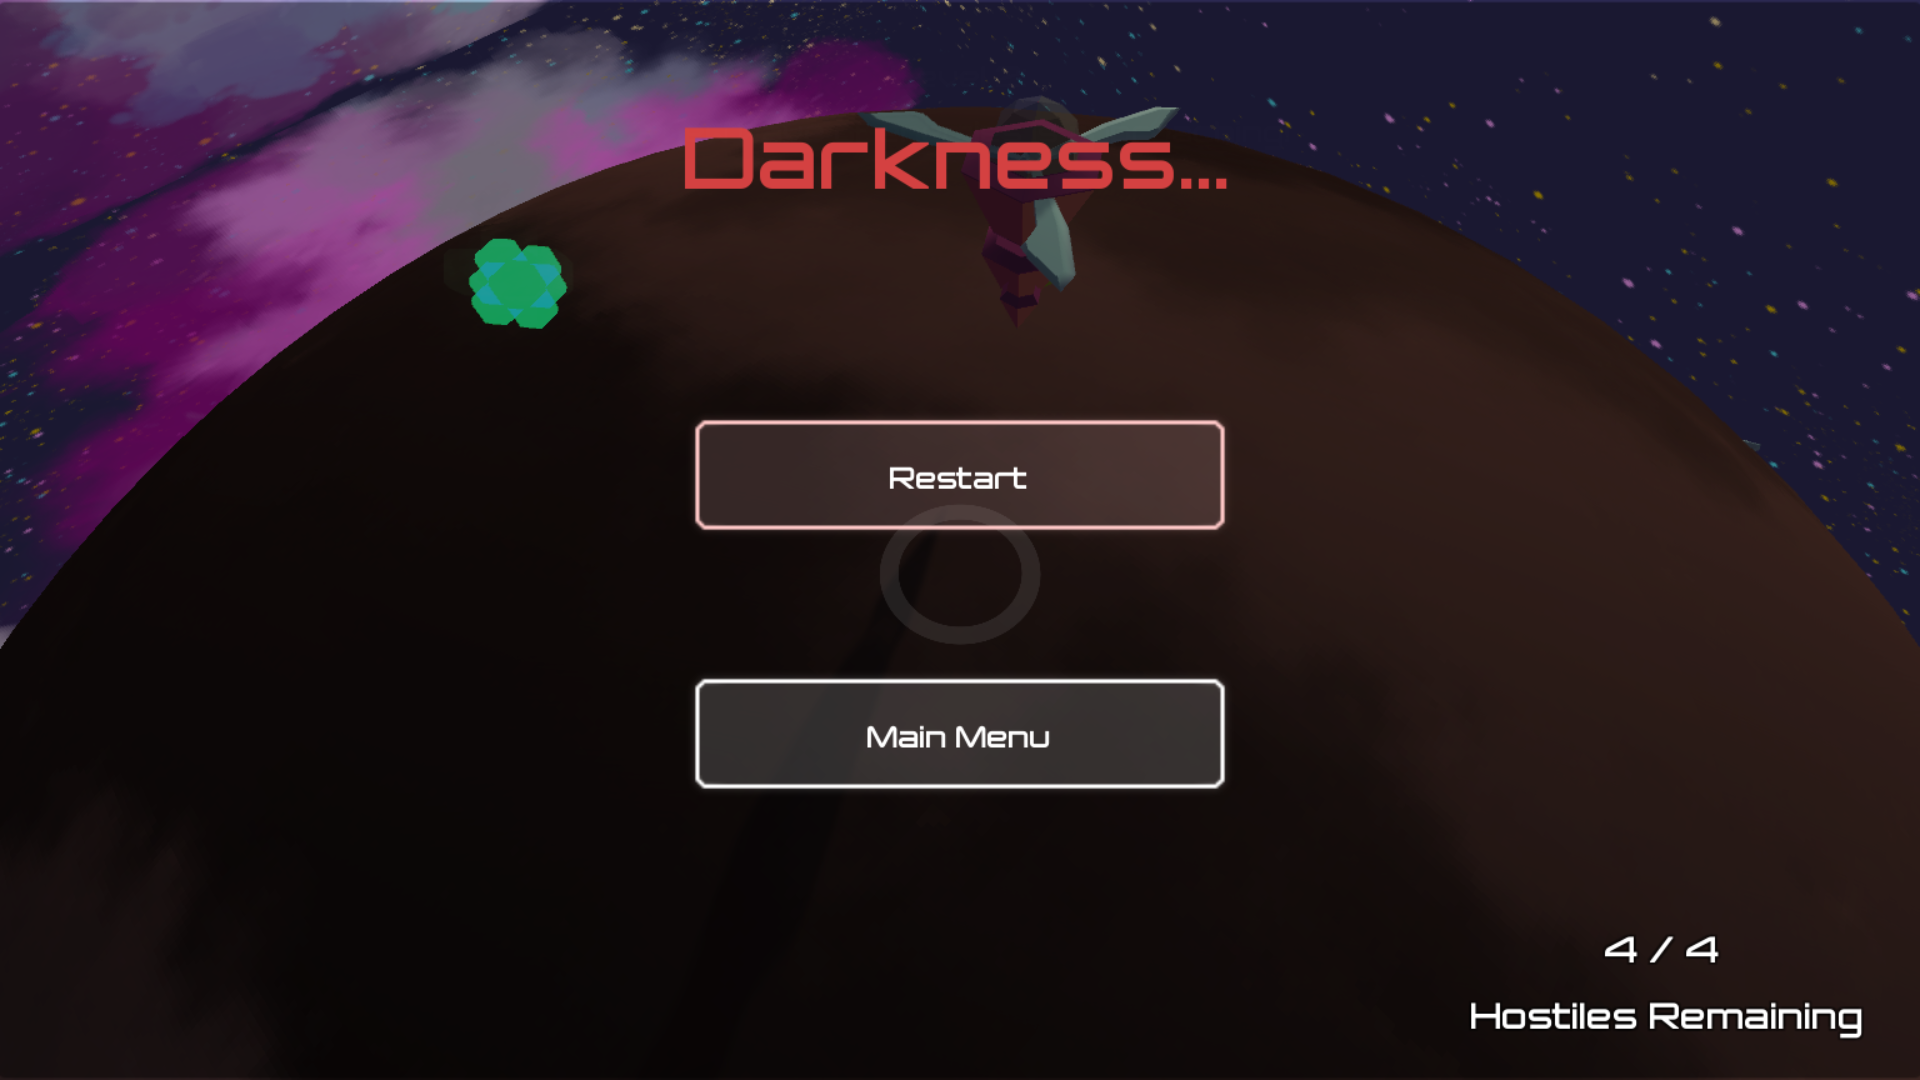 Darkness...
Restart
Main Menu
4 / 4
Hostiles Remaining